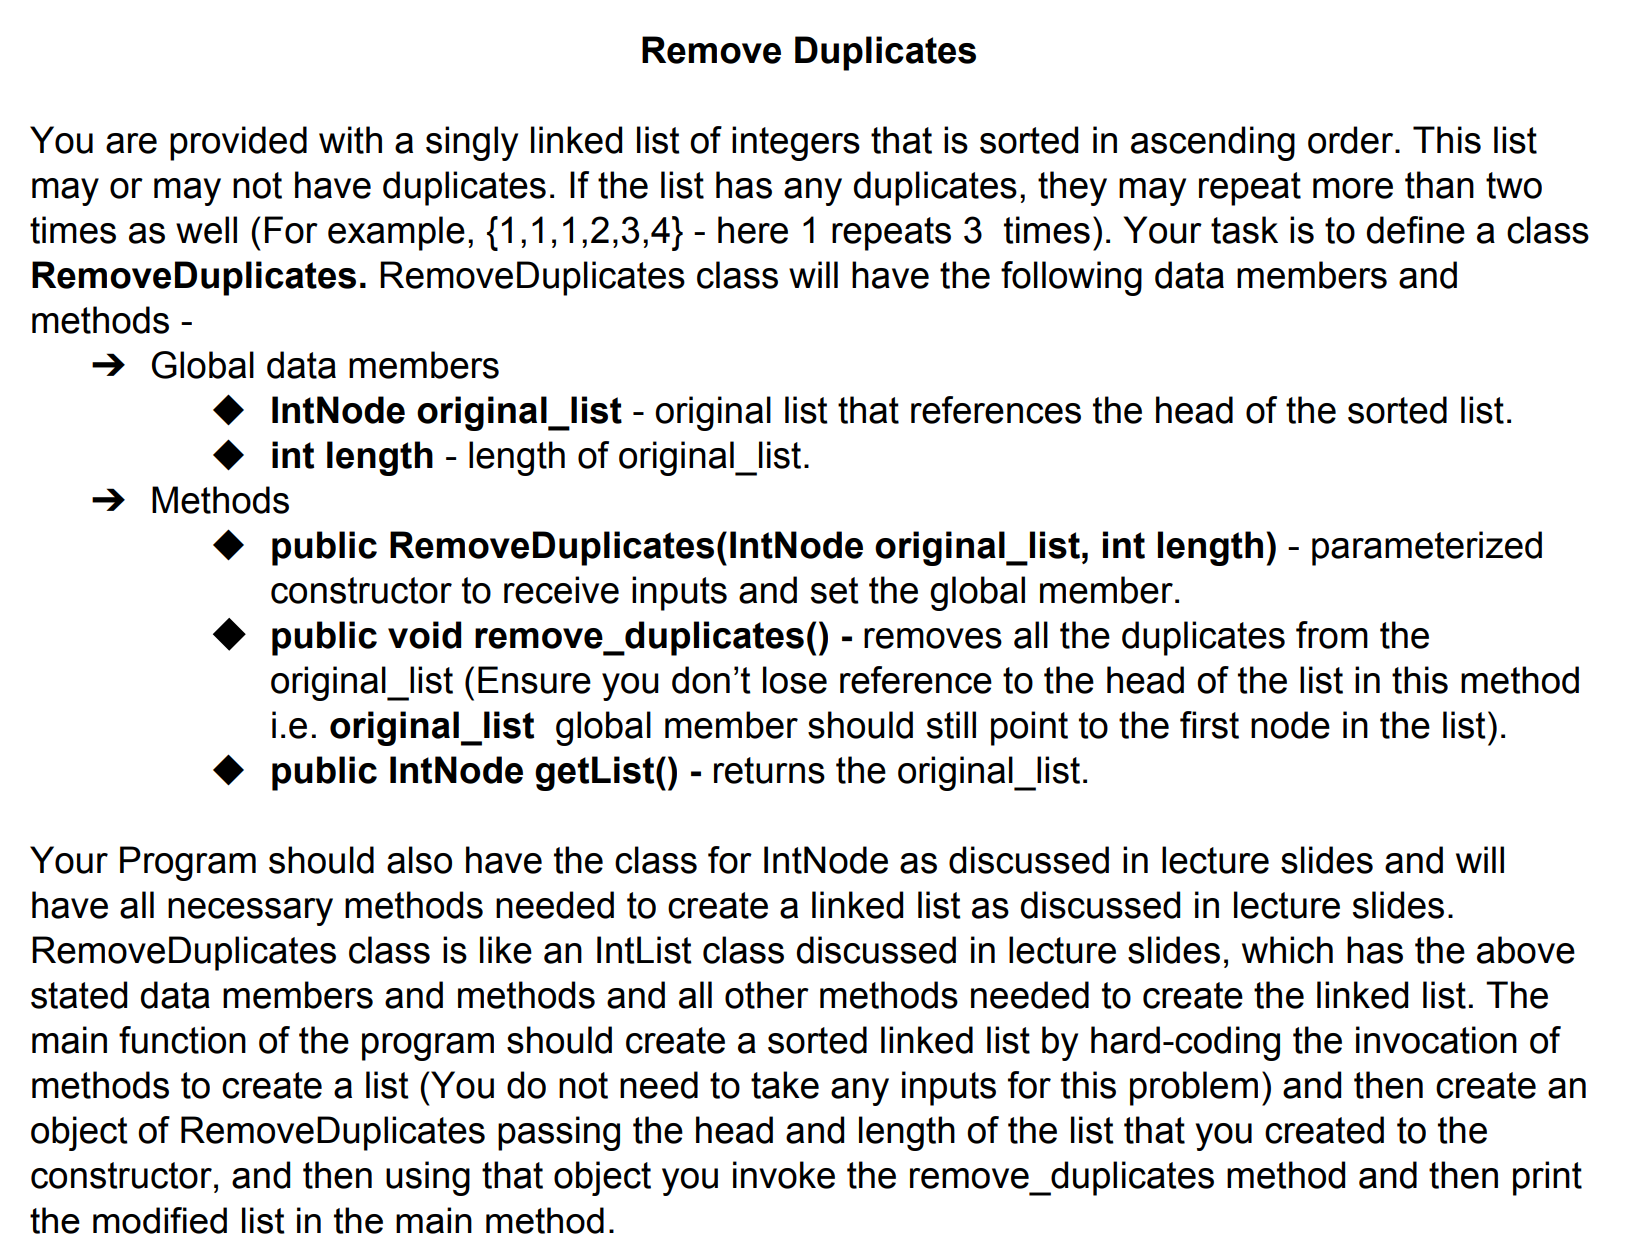 Remove Duplicates
You are provided with a singly linked list of integers that is sorted in ascending order. This list
may or may not have duplicates. If the list has any duplicates, they may repeat more than two
times as well (For example, {1,1,1,2,3,4} - here 1 repeats 3  times). Your task is to define a class
RemoveDuplicates. RemoveDuplicates class will have the following data members and
methods -
➔ Global data members
◆ IntNode original_list - original list that references the head of the sorted list.
◆ int length - length of original_list.
➔ Methods
◆ public RemoveDuplicates(IntNode original_list, int length) - parameterized
constructor to receive inputs and set the global member.
◆ public void remove_duplicates() - removes all the duplicates from the
original_list (Ensure you don’t lose reference to the head of the list in this method
i.e. original_list  global member should still point to the first node in the list).
◆ public IntNode getList() - returns the original_list.
Your Program should also have the class for IntNode as discussed in lecture slides and will
have all necessary methods needed to create a linked list as discussed in lecture slides.
RemoveDuplicates class is like an IntList class discussed in lecture slides, which has the above
stated data members and methods and all other methods needed to create the linked list. The
main function of the program should create a sorted linked list by hard-coding the invocation of
methods to create a list (You do not need to take any inputs for this problem) and then create an
object of RemoveDuplicates passing the head and length of the list that you created to the
constructor, and then using that object you invoke the remove_duplicates method and then print
the modified list in the main method.